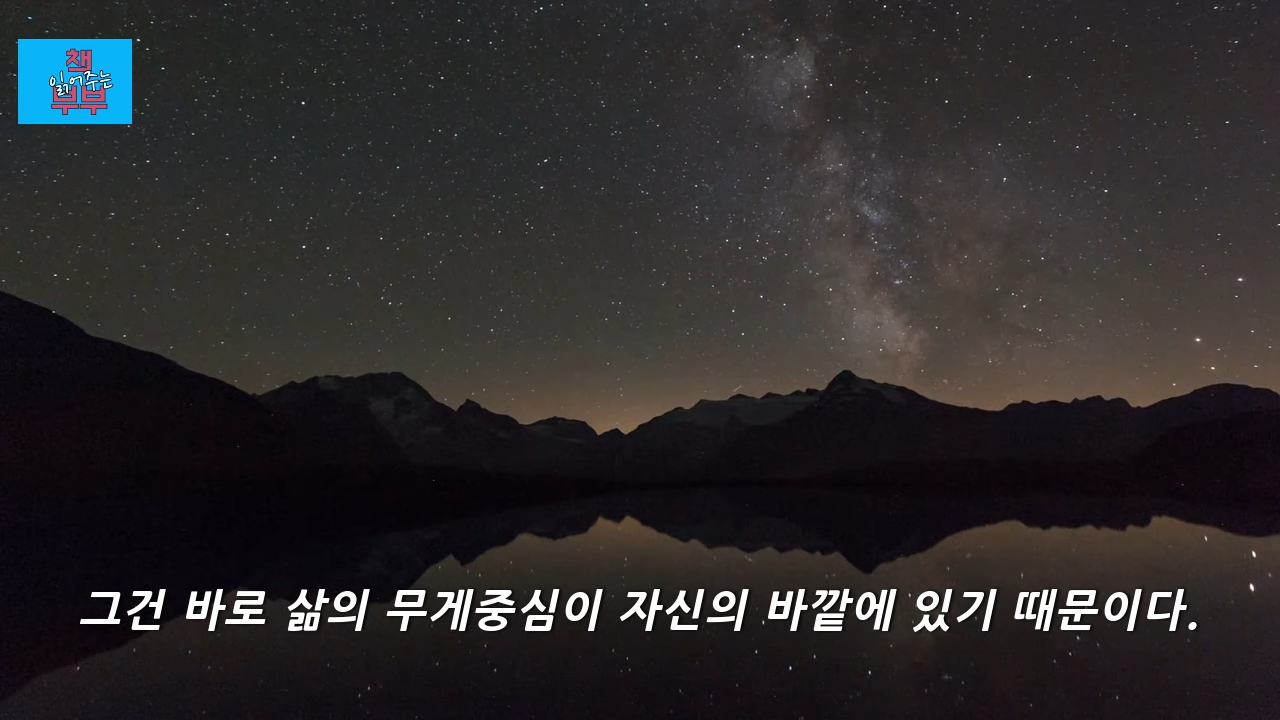 책
읽어주는
부부
그건 바로 삶의 무게중심이 자신의 바깥에 있기 때문이다.